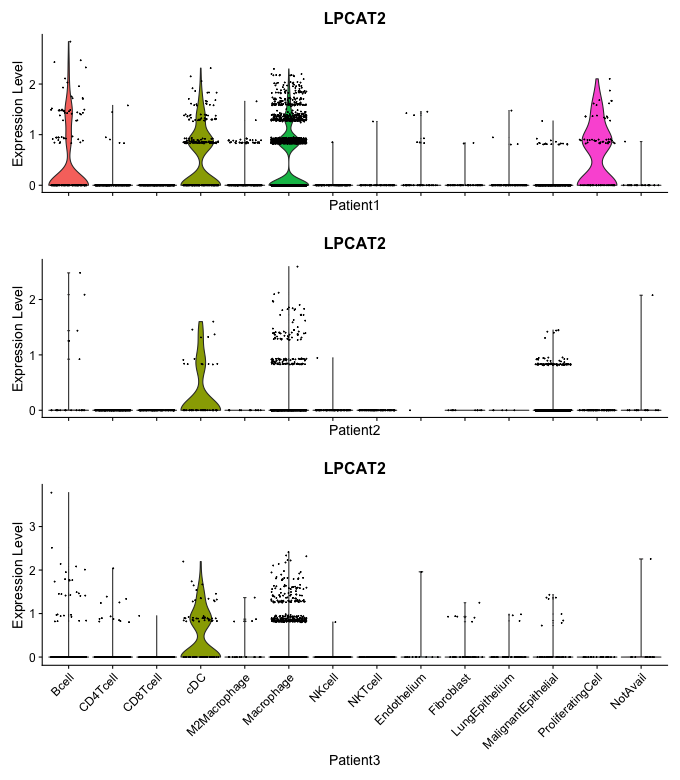 LPCAT2
Expression Level
2
1
0
Patient1
LPCAT2
Expression Level
2
1
0
Patient2
LPCAT2
Expression Level
3
2
1
0
Bcell
CD4Tcell
CD8Tcell
cDC
M2Macrophage
Macrophage
NKcell
NKTcell
Endothelium
Fibroblast
LungEpithelium
MalignantEpithelial
ProliferatingCell
NotAvail
Patient3